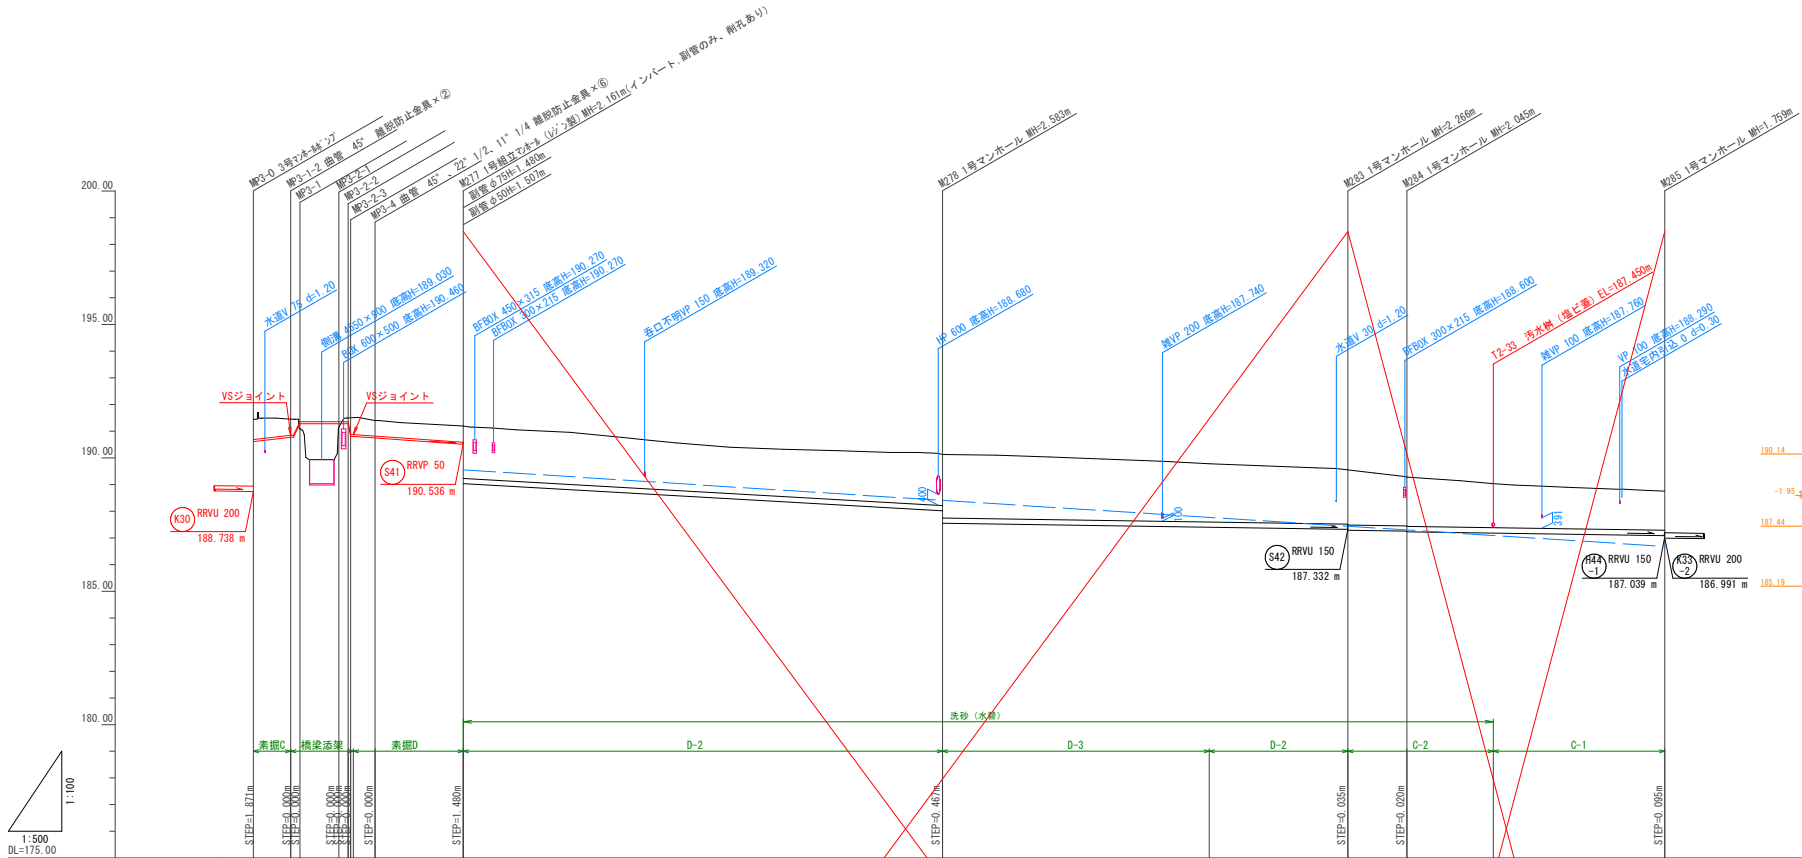 MP3-0 3号マンホールポンプ
MP3-1-2 曲管 45° 離脱防止金具×②
MP3-1
MP3-2-1
MP3-2-2
MP3-2-3
MP3-4 曲管 45°、22° 1/2、11° 1/4 離脱防止金具×⑥
M277 1号組立マンホール (レジン製) MH=2.161m(インバート、副管のみ、削孔あり)
副管φ75H=1.480m
副管φ50H=1.507m
M278 1号マンホール MH=2.583m
M283 1号マンホール MH=2.266m
M284 1号マンホール MH=2.045m
M285 1号マンホール MH=1.759m
200.00
195.00
190.00
185.00
180.00
水道V 75 d=1.20
側溝 4550×900 底高H=189.030
BOX 600×500 底高H=190.460
BFBOX 450×315 底高H=190.270
BFBOX 300×215 底高H=190.270
呑口不明VP 150 底高H=189.320
HP 600 底高H=188.680
雑VP 200 底高H=187.740
水道V 30 d=1.20
BFBOX 300×215 底高H=188.600
T2-33 汚水桝 (塩ビ蓋) EL=187.450m
雑VP 100 底高H=187.760
VP 100 底高H=188.290
水道宅内引込 0 d=0.30
VSジョイント
VSジョイント
S41
RRVP 50
190.536 m
K30
RRVU 200
188.738 m
400
100
391
S42
RRVU 150
187.332 m
H44
-1
RRVU 150
187.039 m
K33
-2
RRVU 200
186.991 m
190.14
-1.95
187.44
185.19
洗砂 (水替)
素掘C
橋梁添架
素掘D
D-2
D-3
D-2
C-2
C-1
STEP=1.871m
STEP=0.000m
STEP=0.000m
STEP=0.000m
STEP=0.000m
STEP=0.000m
STEP=0.000m
STEP=1.480m
STEP=0.467m
STEP=0.035m
STEP=0.020m
STEP=0.095m
1:100
1:500
DL=175.00